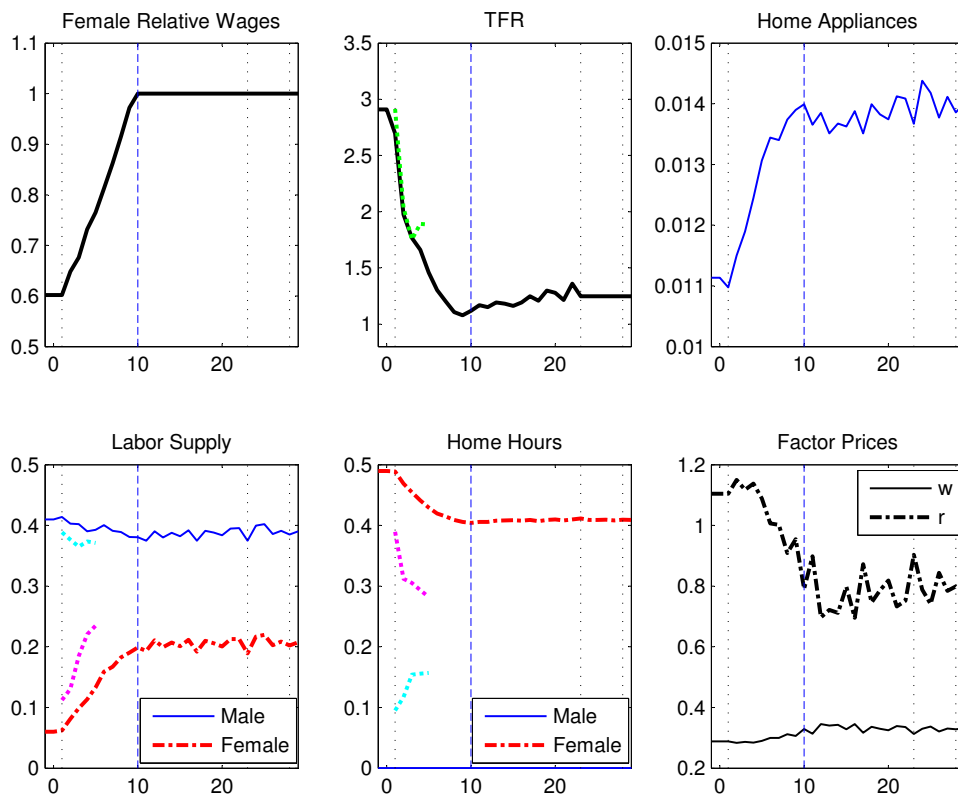 Female Relative Wages
1.1
1
0.9
0.8
0.7
0.6
0.5
0 10 20
TFR
3.5
3
2.5
2
1.5
1
0 10 20
Home Appliances
0.015
0.014
0.013
0.012
0.011
0.01
0 10 20
Labor Supply
0.5
0.4
0.3
0.2
0.1
0
0 10 20
Male
Female
Home Hours
0.5
0.4
0.3
0.2
0.1
0
0 10 20
Male
Female
Factor Prices
1.2
1
0.8
0.6
0.4
0.2
0 10 20
w
r